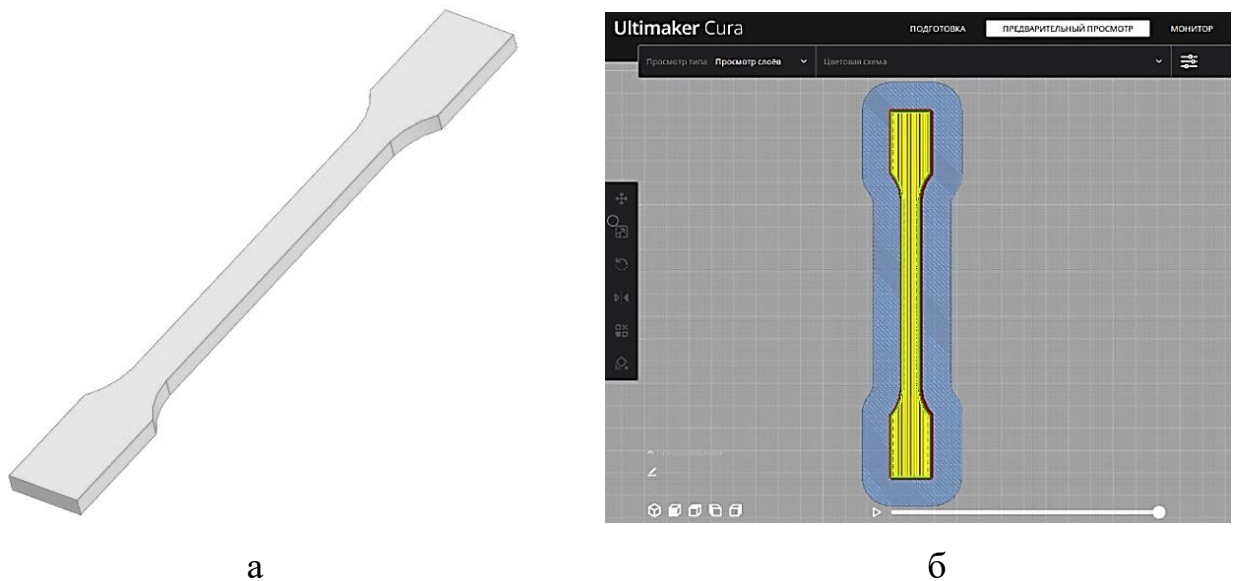 Ultimaker Cura
ПОДГОТОВКА
ПРЕДВАРИТЕЛЬНЫЙ ПРОСМОТР
МОНИТОР
Просмотр типа Просмотр слоёв
Цветовая схема
а
б